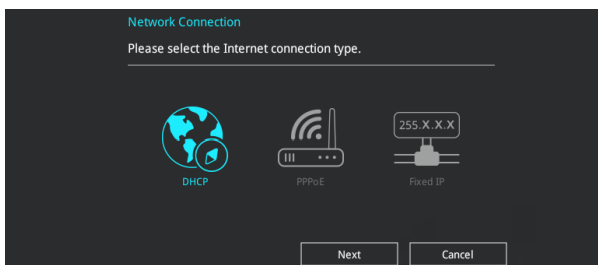 Network Connection
Please select the Internet connection type.
255.X.X.X
DHCP PPPoE Fixed IP
Next Cancel